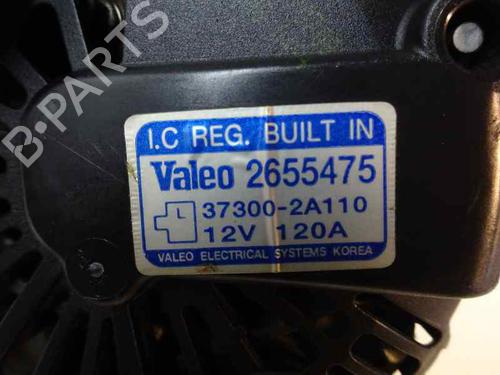 B-PARTS
I.C REG. BUILT IN
Valeo 2655475
37300-2A110
12V 120A
VALEO ELECTRICAL SYSTEMS KOREA